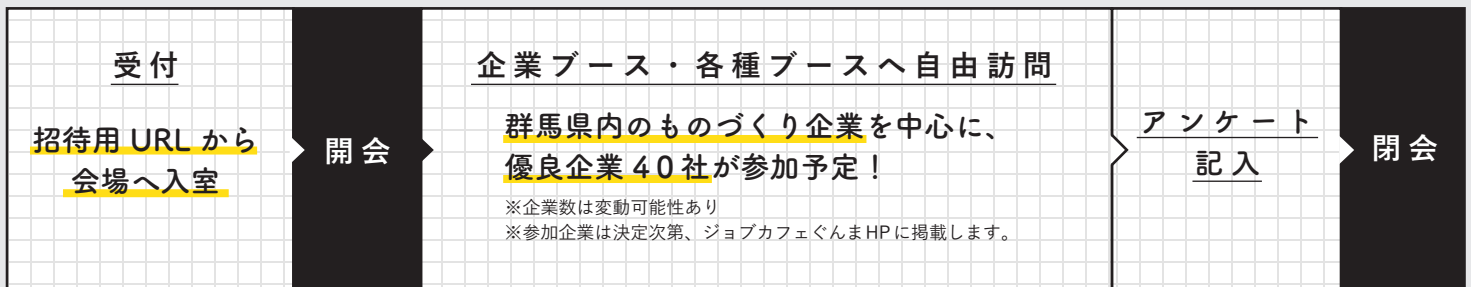 受付
招待用 URL から
会場へ入室
開会
企業ブース・各種ブースへ自由訪問
群馬県内のものづくり企業を中心に、
優良企業 40 社が参加予定！
※企業数は変動可能性あり
※参加企業は決定次第、ジョブカフェぐんまHPに掲載します。
アンケート
記入
閉会